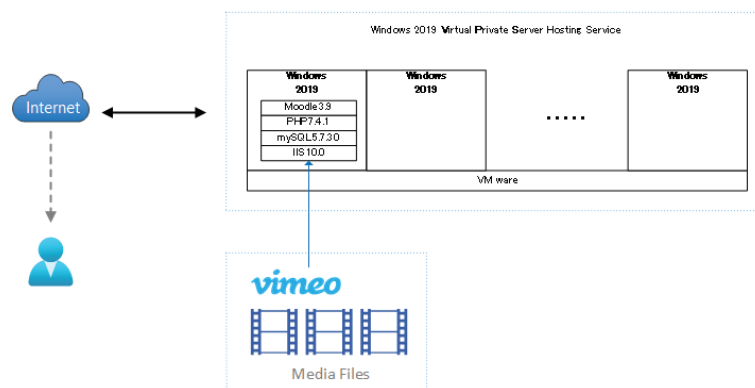 Windows 2019 Virtual Private Server Hosting Service
Windows
2019
Windows
2019
Windows
2019
Internet
Moodle3.9
PHP7.4.1
mySQL5.7.30
IIS10.0
.....
VM ware
vimeo
Media Files